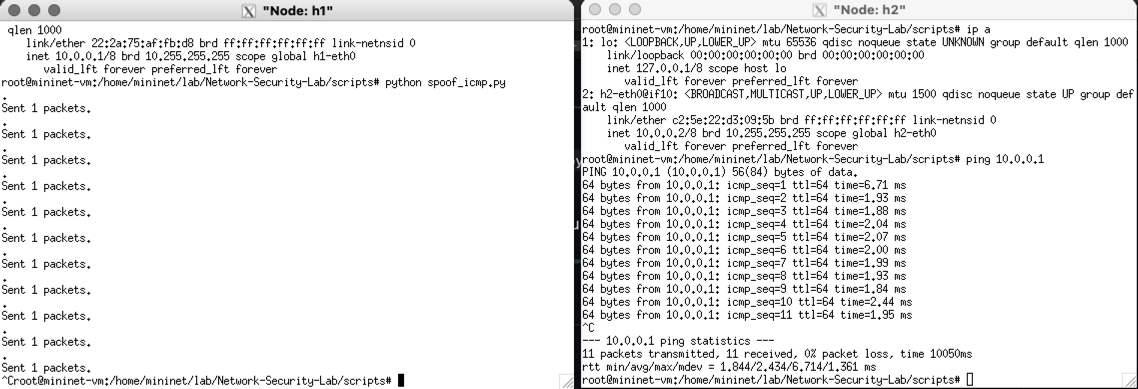 "Node: h1"
qlen 1000
link/ether 22:2a:75:af:fb:d8 brd ff:ff:ff:ff:ff:ff link-netnsid 0
inet 10.0.0.1/8 brd 10.255.255.255 scope global h1-eth0
valid_lft forever preferred_lft forever
root@mininet-vm:/home/mininet/lab/Network-Security-Lab/scripts# python spoof_icmp.py
.
Sent 1 packets.
.
Sent 1 packets.
.
Sent 1 packets.
.
Sent 1 packets.
.
Sent 1 packets.
.
Sent 1 packets.
.
Sent 1 packets.
.
Sent 1 packets.
.
Sent 1 packets.
.
Sent 1 packets.
.
Sent 1 packets.
^Croot@mininet-vm:/home/mininet/lab/Network-Security-Lab/scripts#
"Node: h2"
root@mininet-vm:/home/mininet/lab/Network-Security-Lab/scripts# ip a
1: lo: <LOOPBACK,UP,LOWER_UP> mtu 65536 qdisc noqueue state UNKNOWN group default qlen 1000
link/loopback 00:00:00:00:00:00 brd 00:00:00:00:00:00
inet 127.0.0.1/8 scope host lo
valid_lft forever preferred_lft forever
2: h2-eth0@if10: <BROADCAST,MULTICAST,UP,LOWER_UP> mtu 1500 qdisc noqueue state UP group def
ault qlen 1000
link/ether c2:5e:22:d3:09:5b brd ff:ff:ff:ff:ff:ff link-netnsid 0
inet 10.0.0.2/8 brd 10.255.255.255 scope global h2-eth0
valid_lft forever preferred_lft forever
root@mininet-vm:/home/mininet/lab/Network-Security-Lab/scripts# ping 10.0.0.1
PING 10.0.0.1 (10.0.0.1) 56(84) bytes of data.
64 bytes from 10.0.0.1: icmp_seq=1 ttl=64 time=6.71 ms
64 bytes from 10.0.0.1: icmp_seq=2 ttl=64 time=1.93 ms
64 bytes from 10.0.0.1: icmp_seq=3 ttl=64 time=1.88 ms
64 bytes from 10.0.0.1: icmp_seq=4 ttl=64 time=2.04 ms
64 bytes from 10.0.0.1: icmp_seq=5 ttl=64 time=2.07 ms
64 bytes from 10.0.0.1: icmp_seq=6 ttl=64 time=2.00 ms
64 bytes from 10.0.0.1: icmp_seq=7 ttl=64 time=1.99 ms
64 bytes from 10.0.0.1: icmp_seq=8 ttl=64 time=1.93 ms
64 bytes from 10.0.0.1: icmp_seq=9 ttl=64 time=1.84 ms
64 bytes from 10.0.0.1: icmp_seq=10 ttl=64 time=2.44 ms
64 bytes from 10.0.0.1: icmp_seq=11 ttl=64 time=1.95 ms
^C
--- 10.0.0.1 ping statistics ---
11 packets transmitted, 11 received, 0% packet loss, time 10050ms
rtt min/avg/max/mdev = 1.844/2.434/6.714/1.361 ms
root@mininet-vm:/home/mininet/lab/Network-Security-Lab/scripts#